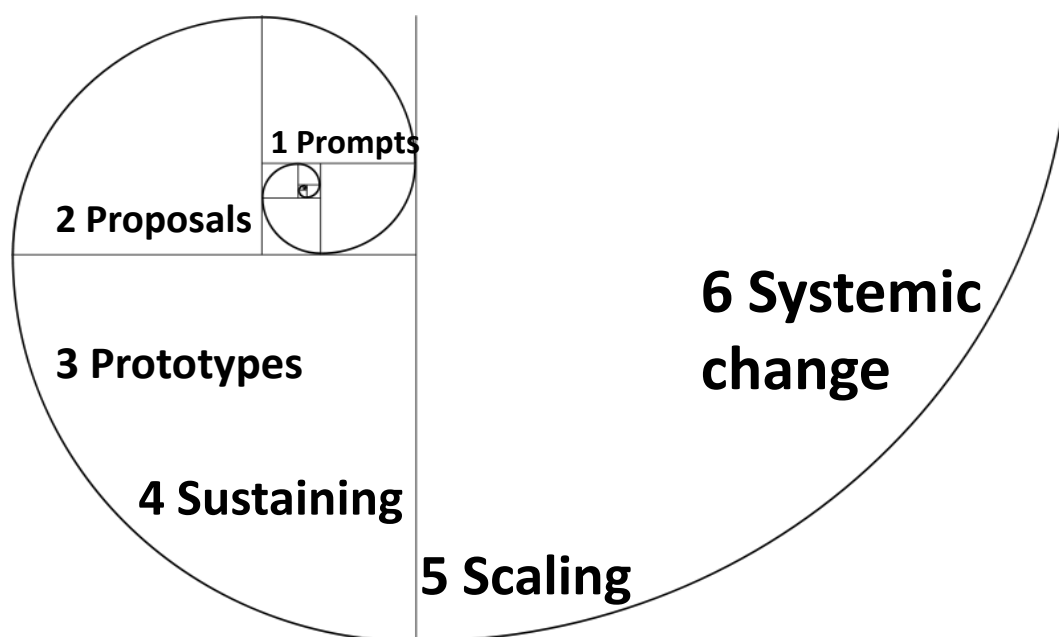 1 Prompts
2 Proposals
3 Prototypes
4 Sustaining
5 Scaling
6 Systemic
change